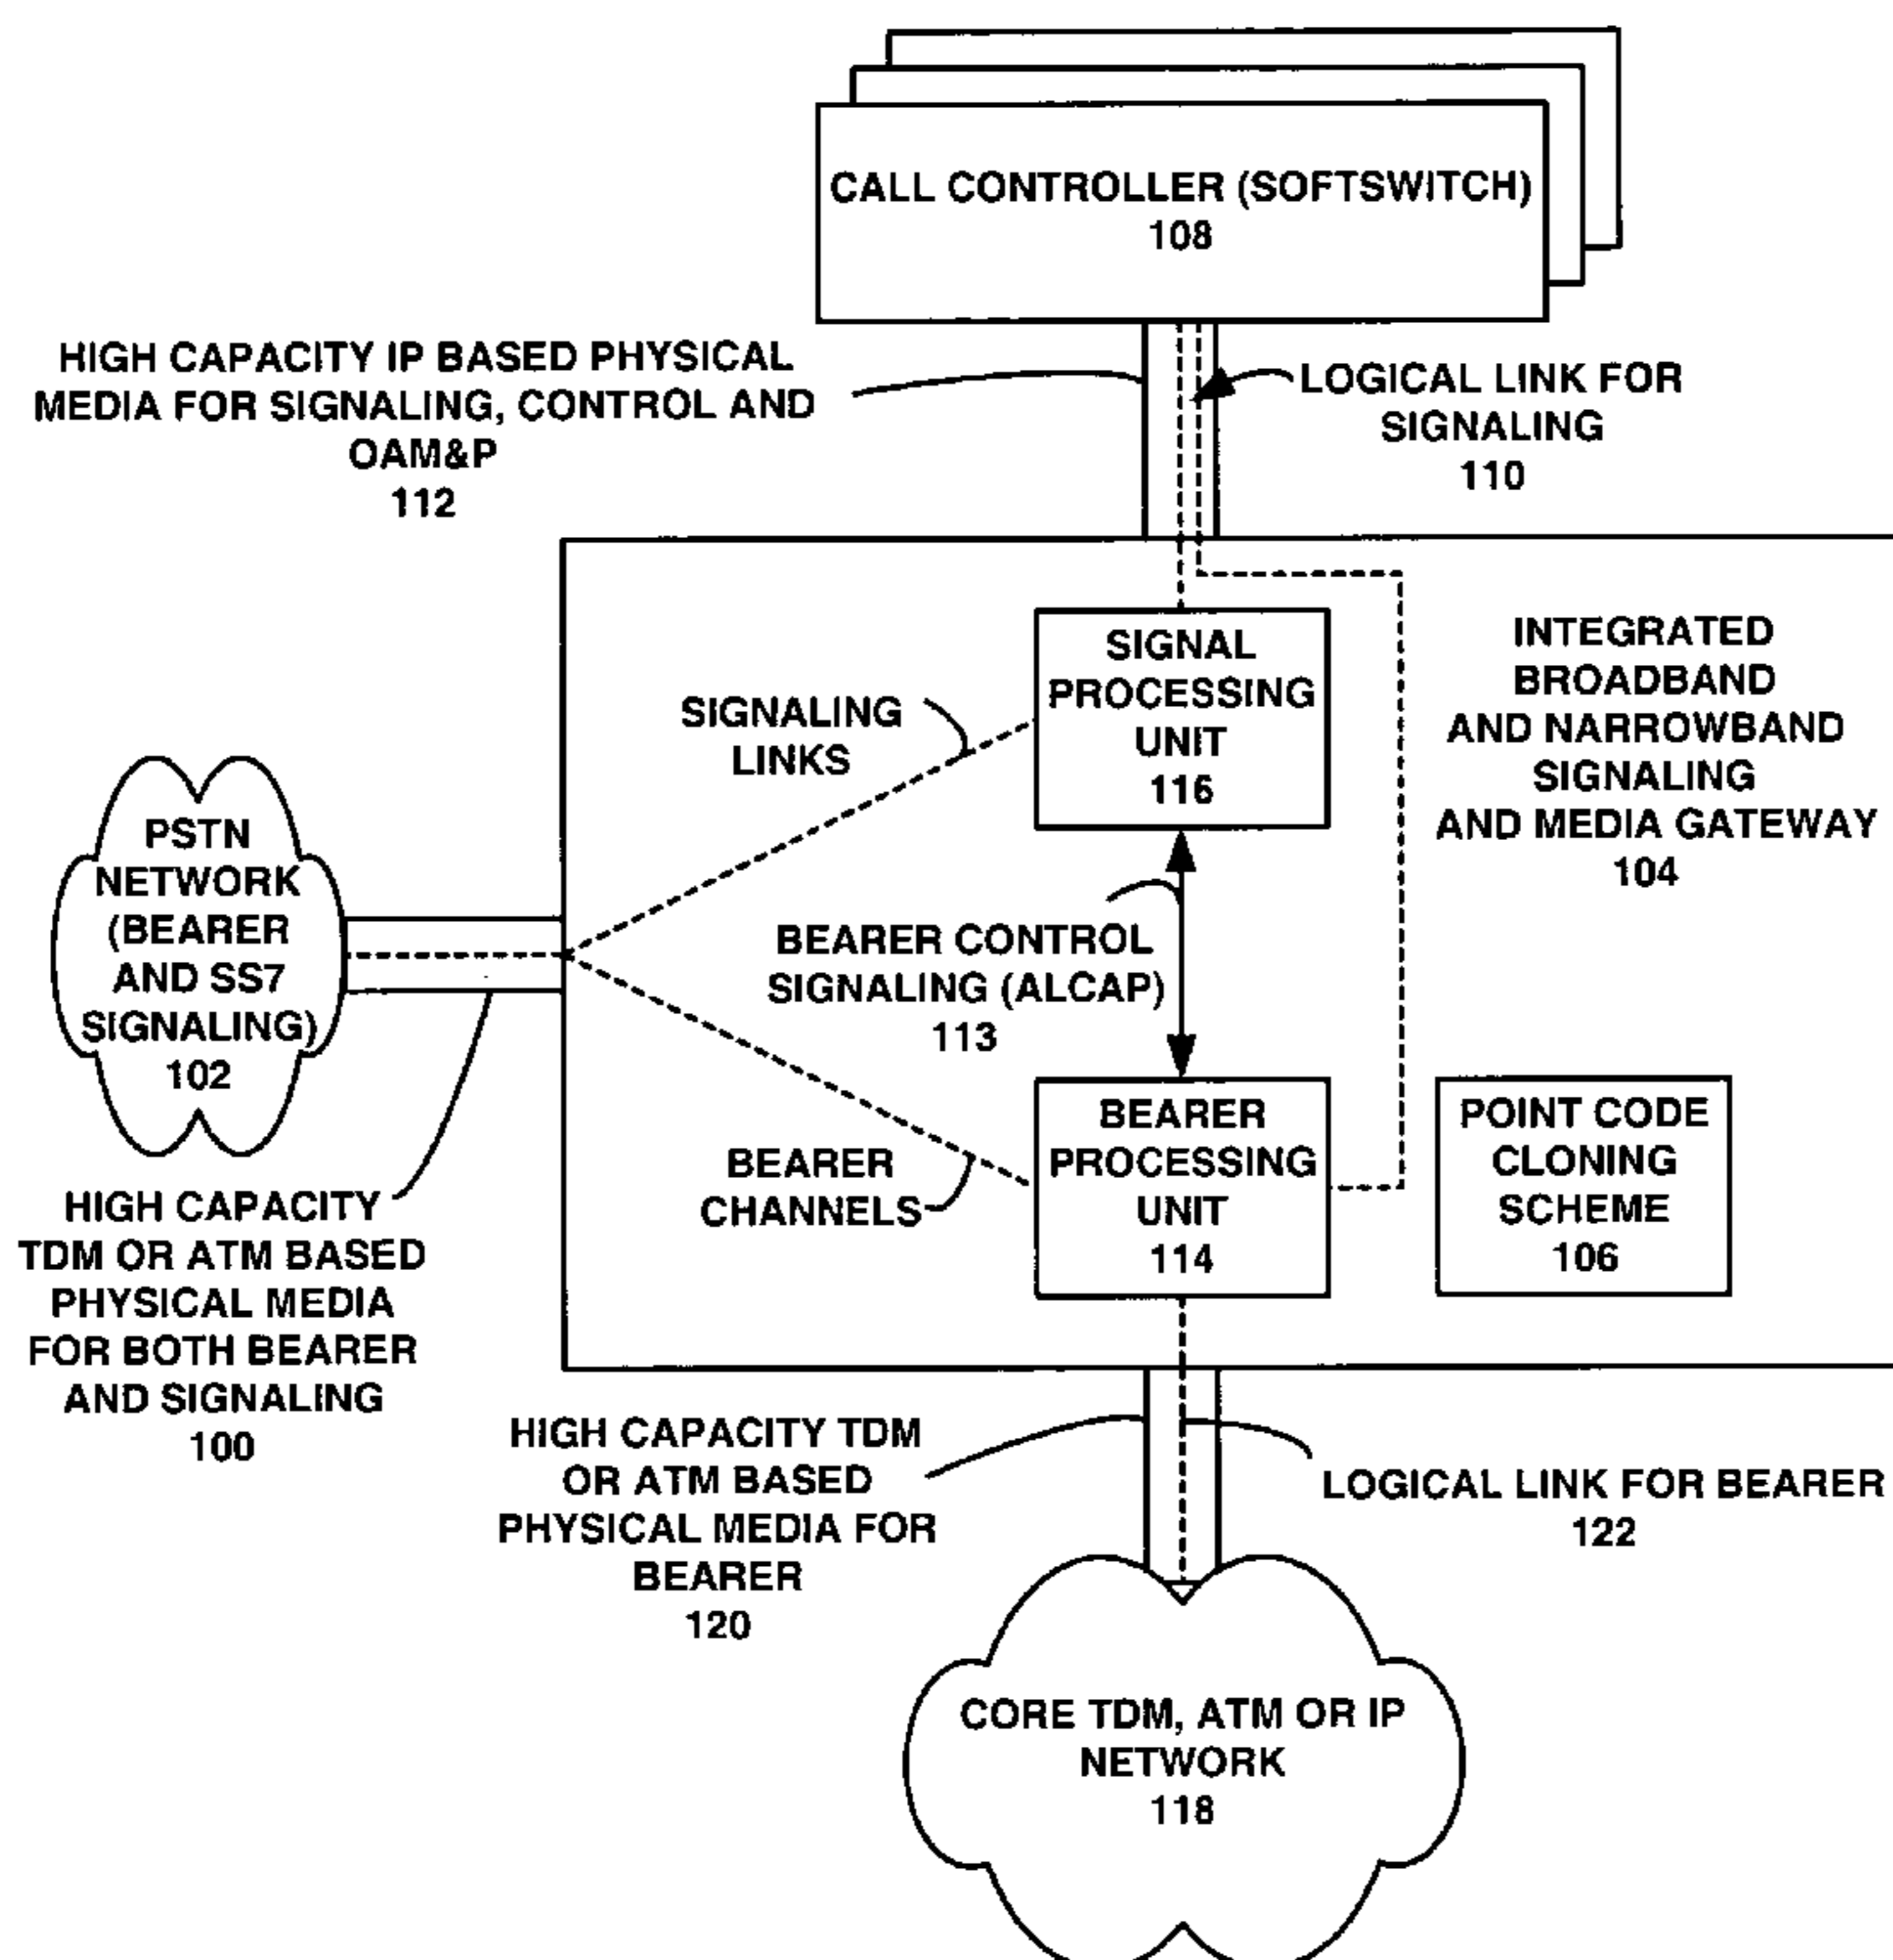 CALL CONTROLLER (SOFTSWITCH)
108
HIGH CAPACITY IP BASED PHYSICAL
MEDIA FOR SIGNALING, CONTROL AND
OAM&P
112
LOGICAL LINK FOR
SIGNALING
110
SIGNAL
PROCESSING
UNIT
116
INTEGRATED
BROADBAND
AND NARROWBAND
SIGNALING
AND MEDIA GATEWAY
104
SIGNALING
LINKS
PSTN
NETWORK
(BEARER
AND SS7
SIGNALING)
102
BEARER CONTROL
SIGNALING (ALCAP)
113
BEARER
PROCESSING
UNIT
114
POINT CODE
CLONING
SCHEME
106
BEARER
CHANNELS
HIGH CAPACITY
TDM OR ATM BASED
PHYSICAL MEDIA
FOR BOTH BEARER
AND SIGNALING
100
HIGH CAPACITY TDM
OR ATM BASED
PHYSICAL MEDIA FOR
BEARER
120
LOGICAL LINK FOR BEARER
122
CORE TDM, ATM OR IP
NETWORK
118